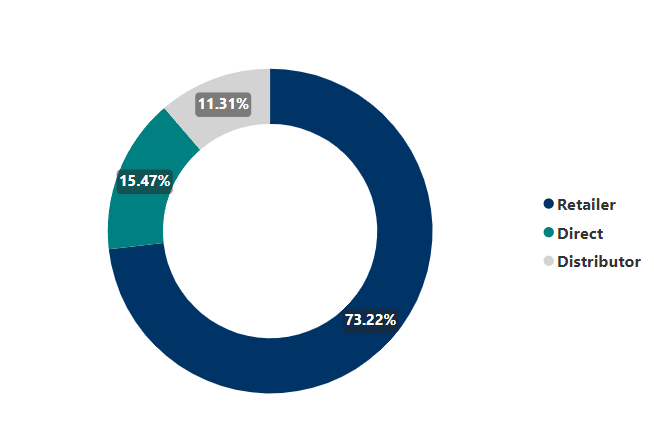 11.31%
15.47%
73.22%
Retailer
Direct
Distributor